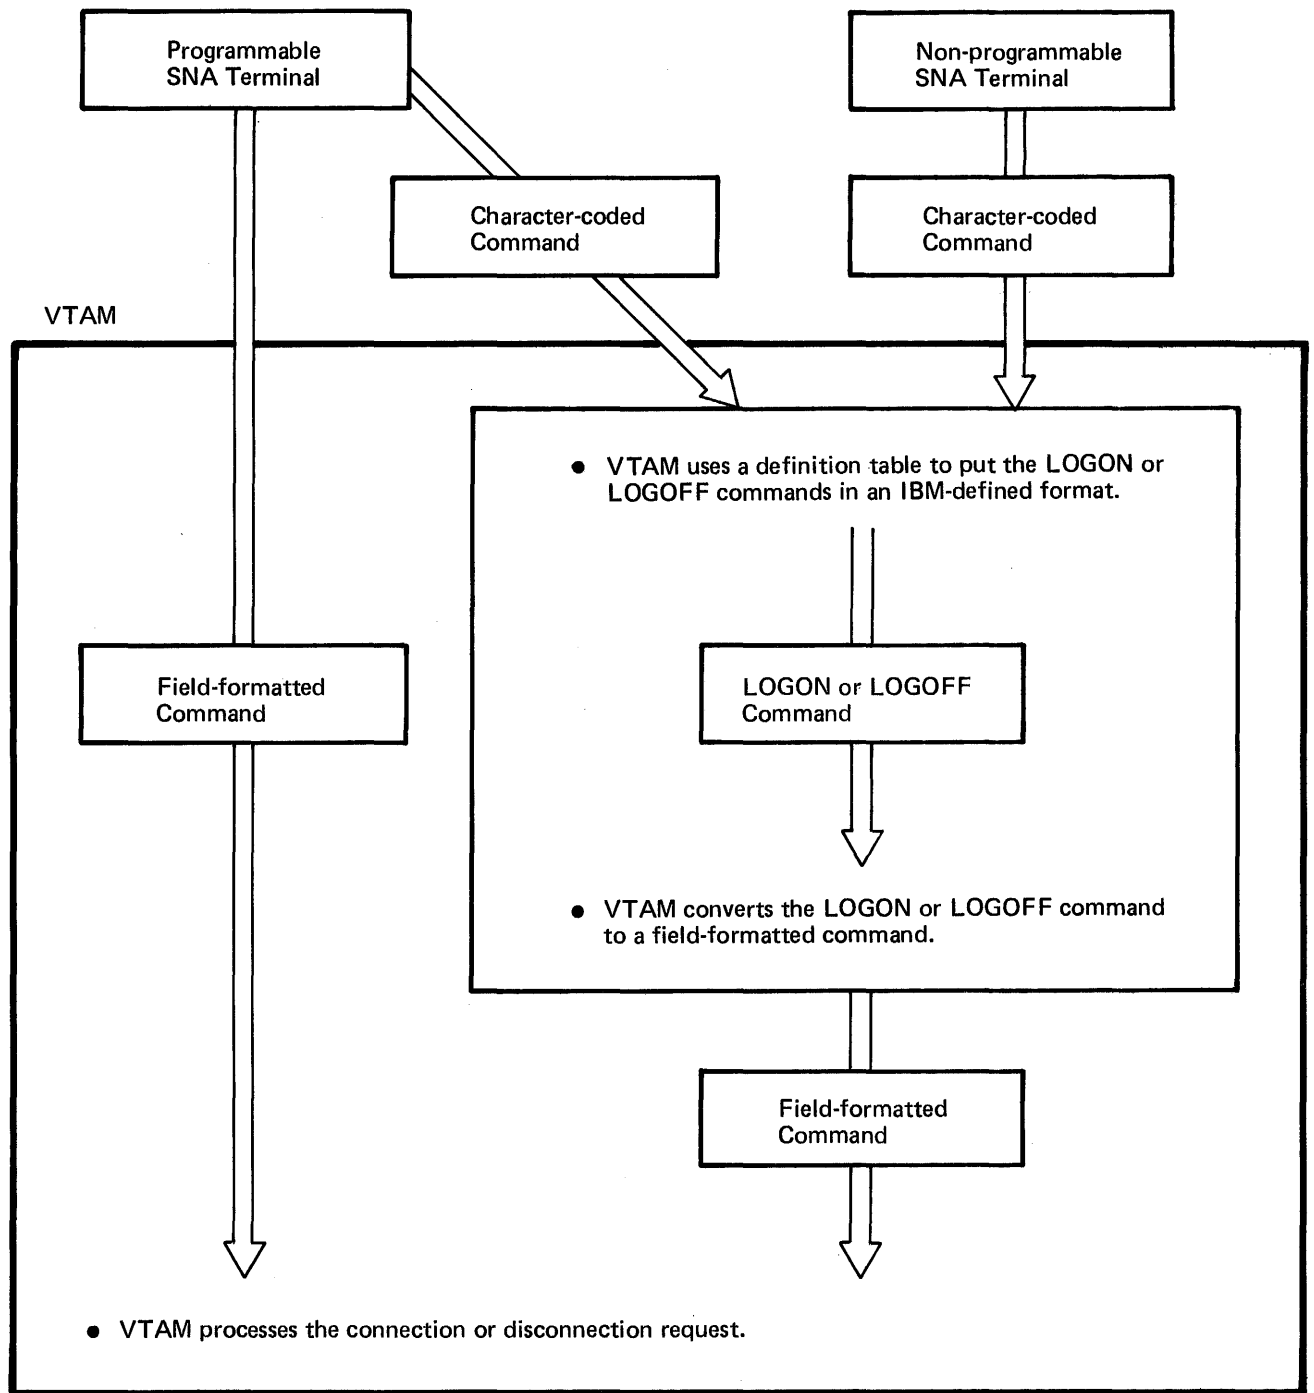 Programmable
SNA Terminal
Non-programmable
SNA Terminal
Character-coded
Command
Character-coded
Command
VTAM
● VTAM uses a definition table to put the LOGON or
LOGOFF commands in an IBM-defined format.
Field-formatted
Command
LOGON or LOGOFF
Command
● VTAM converts the LOGON or LOGOFF command
to a field-formatted command.
Field-formatted
Command
● VTAM processes the connection or disconnection request.